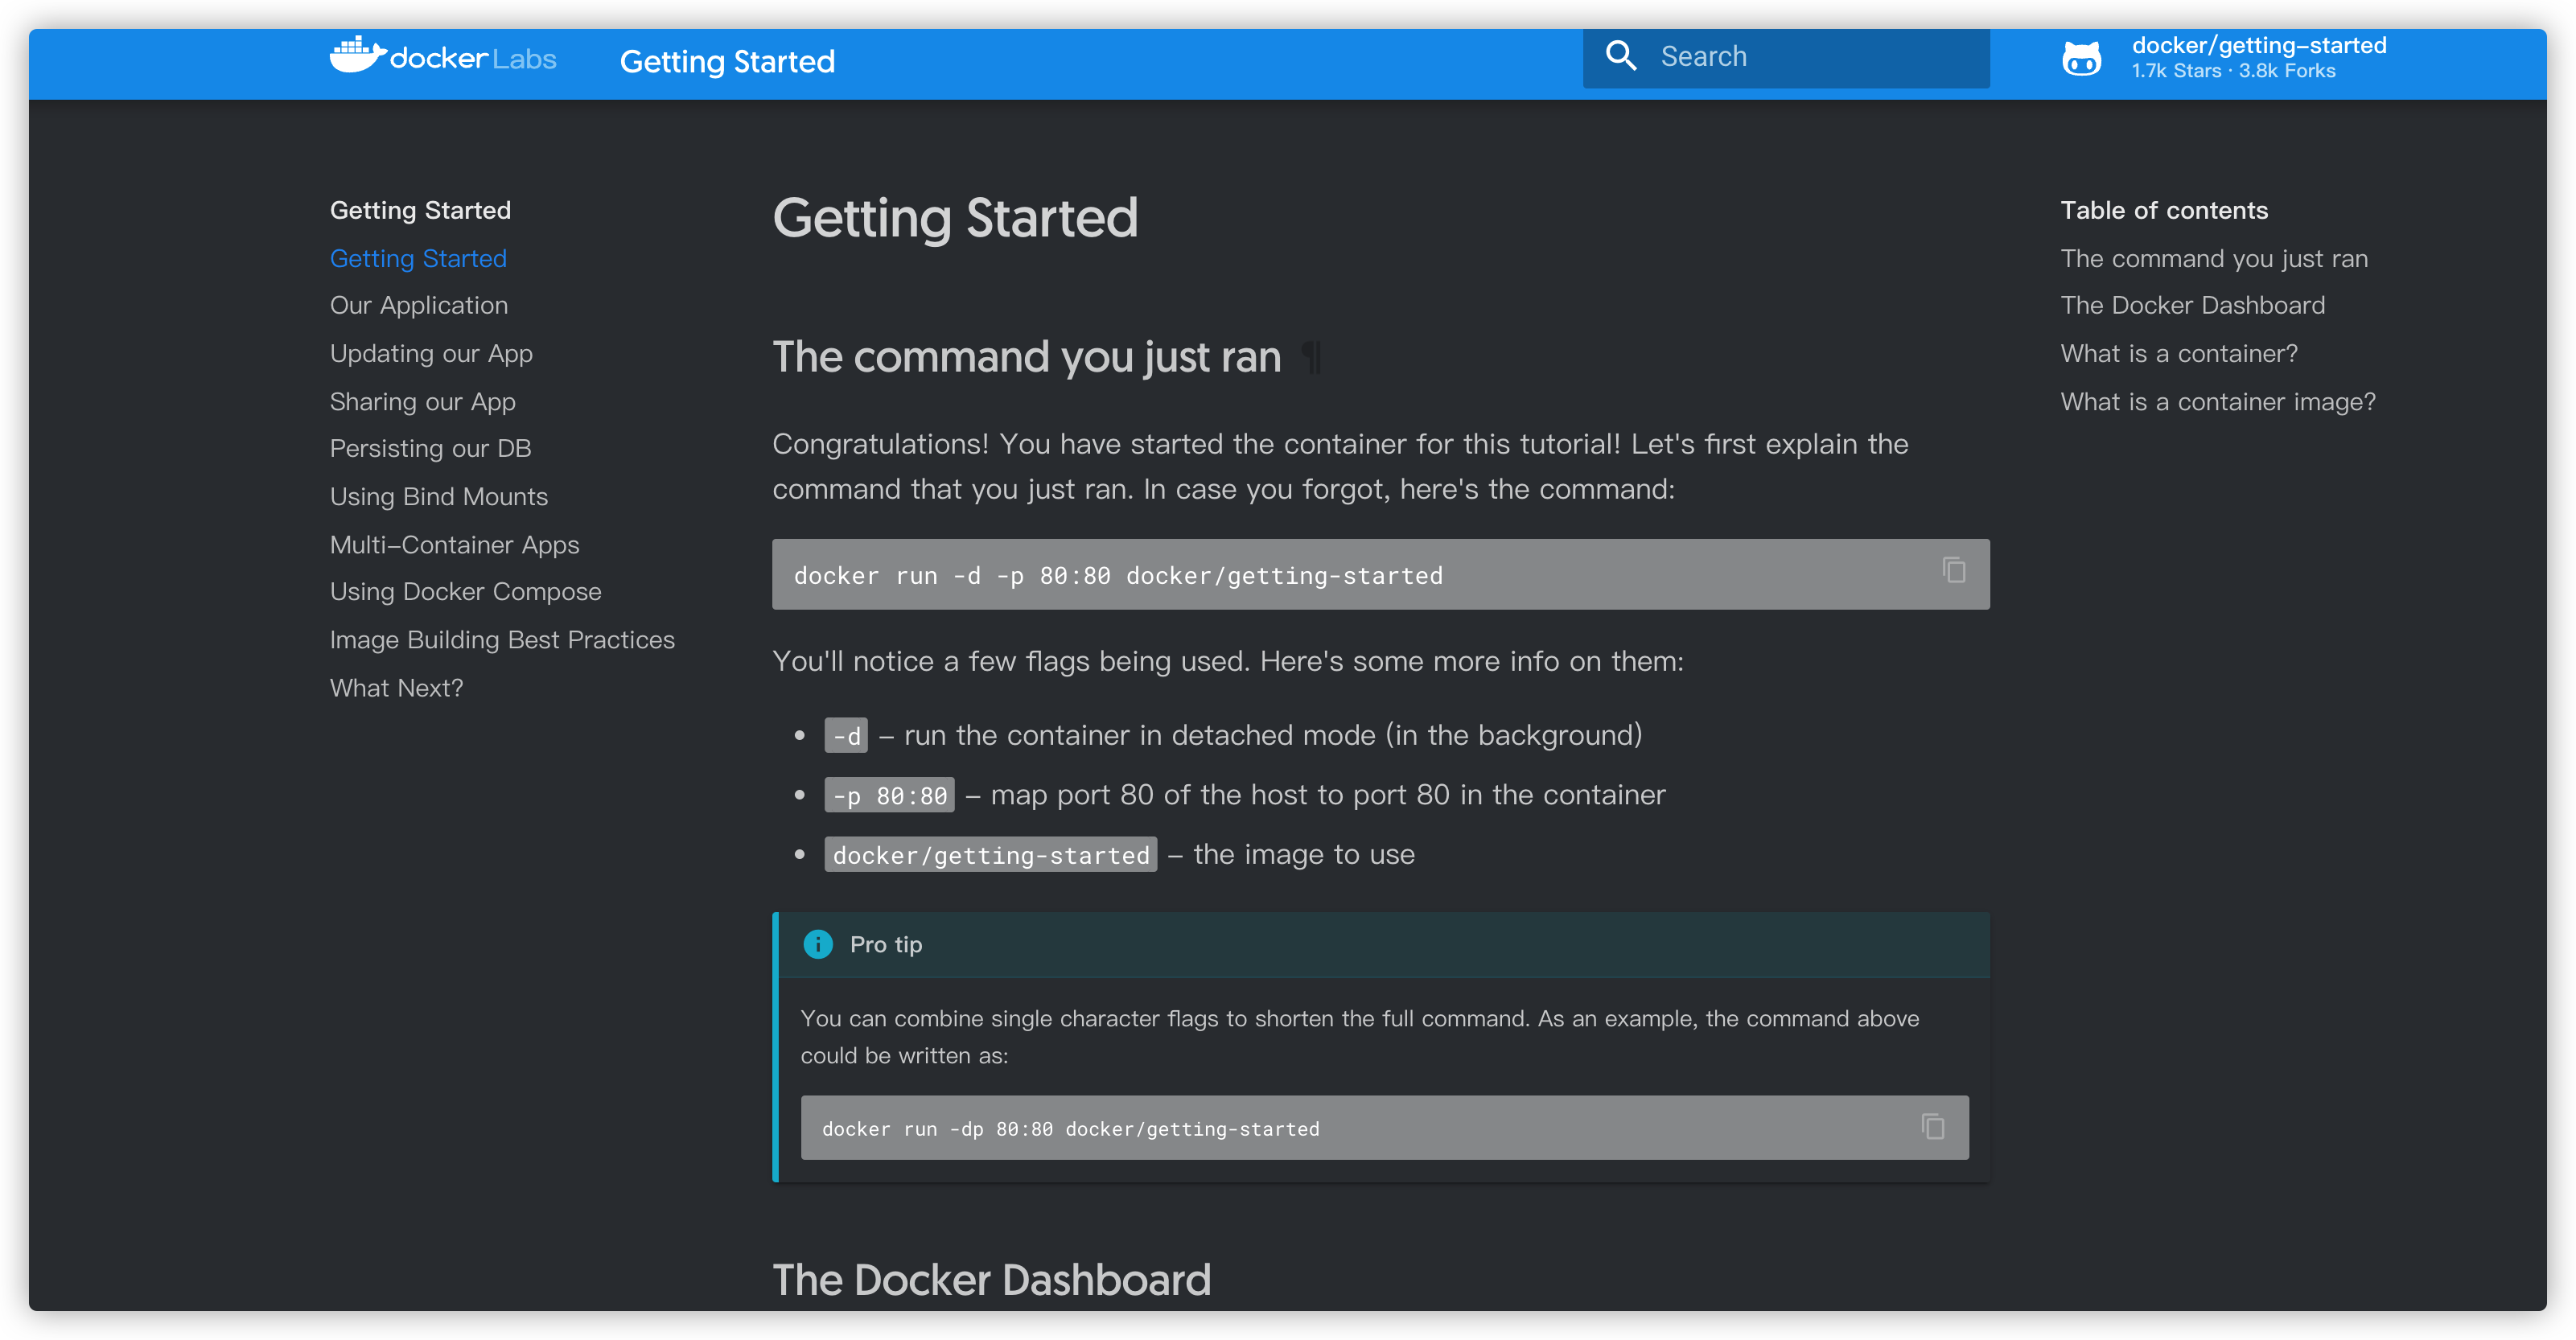 docker Labs
Getting Started
Search
docker/getting-started
1.7k Stars · 3.8k Forks
Getting Started
Getting Started
Our Application
Updating our App
Sharing our App
Persisting our DB
Using Bind Mounts
Multi-Container Apps
Using Docker Compose
Image Building Best Practices
What Next?
Getting Started
The command you just ran ¶
Congratulations! You have started the container for this tutorial! Let's first explain the
command that you just ran. In case you forgot, here's the command:
docker run -d -p 80:80 docker/getting-started
You'll notice a few flags being used. Here's some more info on them:
• -d - run the container in detached mode (in the background)
• -p 80:80 - map port 80 of the host to port 80 in the container
• docker/getting-started - the image to use
Pro tip
You can combine single character flags to shorten the full command. As an example, the command above
could be written as:
docker run -dp 80:80 docker/getting-started
The Docker Dashboard
Table of contents
The command you just ran
The Docker Dashboard
What is a container?
What is a container image?